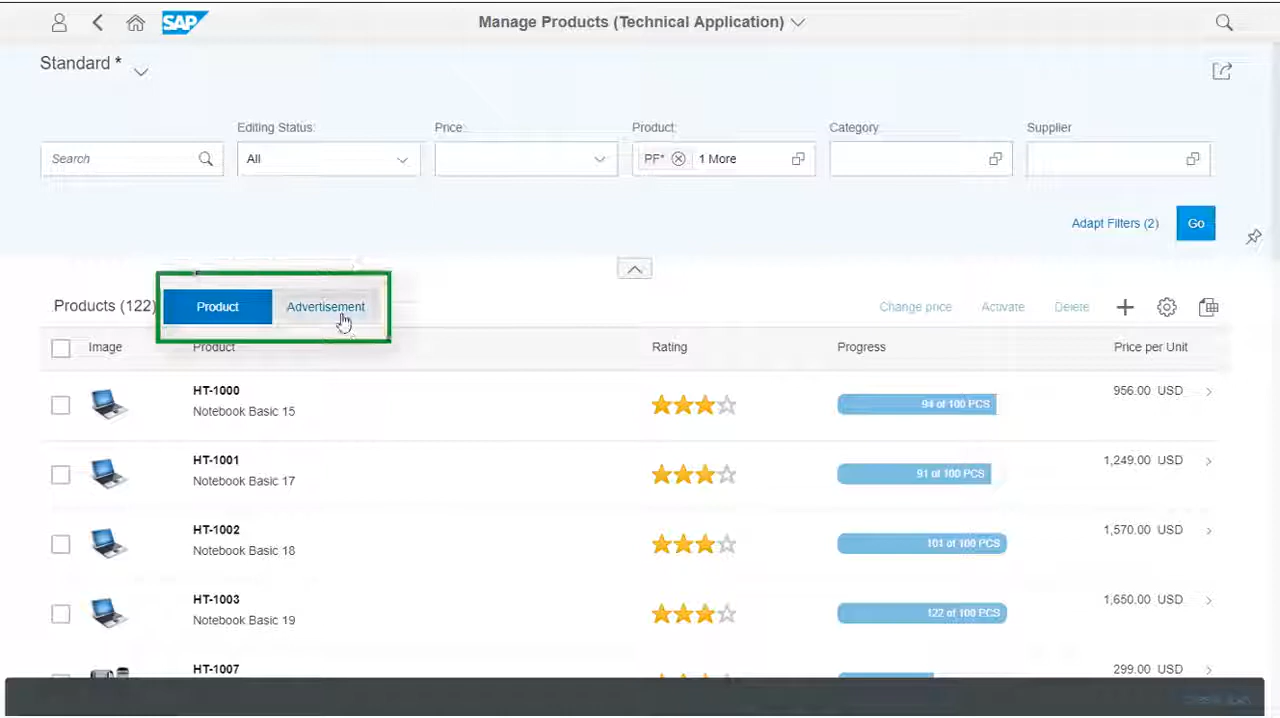 SAP
Manage Products (Technical Application)
Standard *
Editing Status:
Price:
Product:
Category
Supplier
Search
All
PF*
1 More
Adapt Filters (2)
Go
Products (122)
Product
Advertisement
Change price
Activate
Delete
Image
Product
Rating
Progress
Price per Unit
HT-1000
Notebook Basic 15
94 of 100 PCS
956.00 USD
HT-1001
Notebook Basic 17
91 of 100 PCS
1,249.00 USD
HT-1002
Notebook Basic 18
101 of 100 PCS
1,570.00 USD
HT-1003
Notebook Basic 19
122 of 100 PCS
1,650.00 USD
HT-1007
299.00 USD